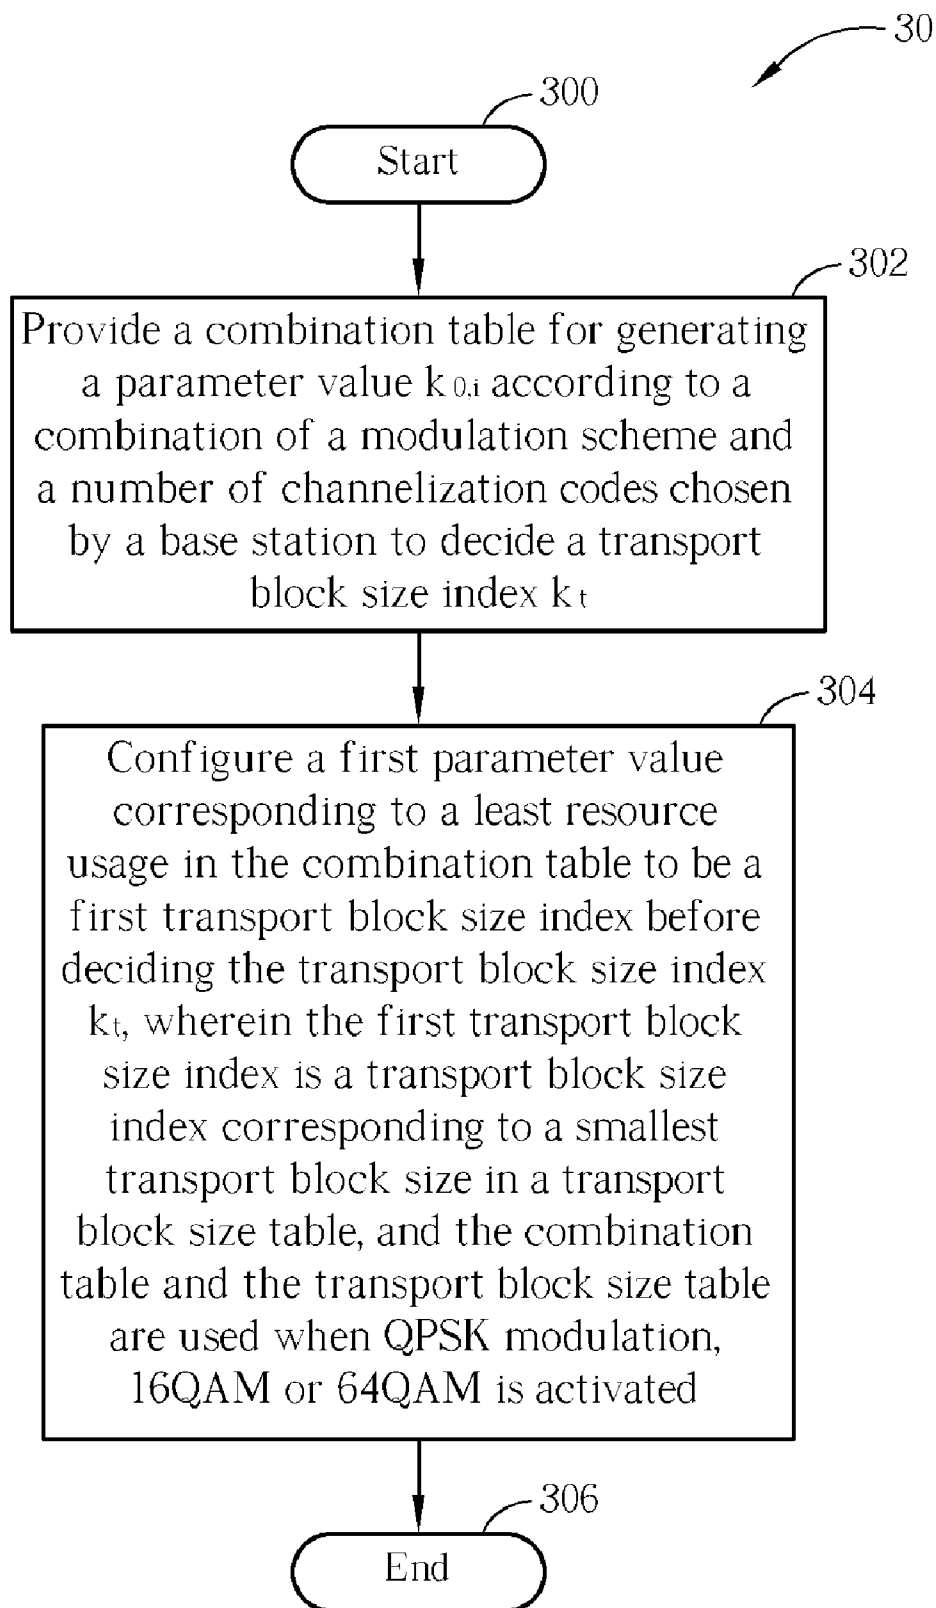 30
300
Start
302
Provide a combination table for generating
a parameter value k 0,i according to a
combination of a modulation scheme and
a number of channelization codes chosen
by a base station to decide a transport
block size index k t
304
Configure a first parameter value
corresponding to a least resource
usage in the combination table to be a
first transport block size index before
deciding the transport block size index
kt, wherein the first transport block
size index is a transport block size
index corresponding to a smallest
transport block size in a transport
block size table, and the combination
table and the transport block size table
are used when QPSK modulation,
16QAM or 64QAM is activated
306
End